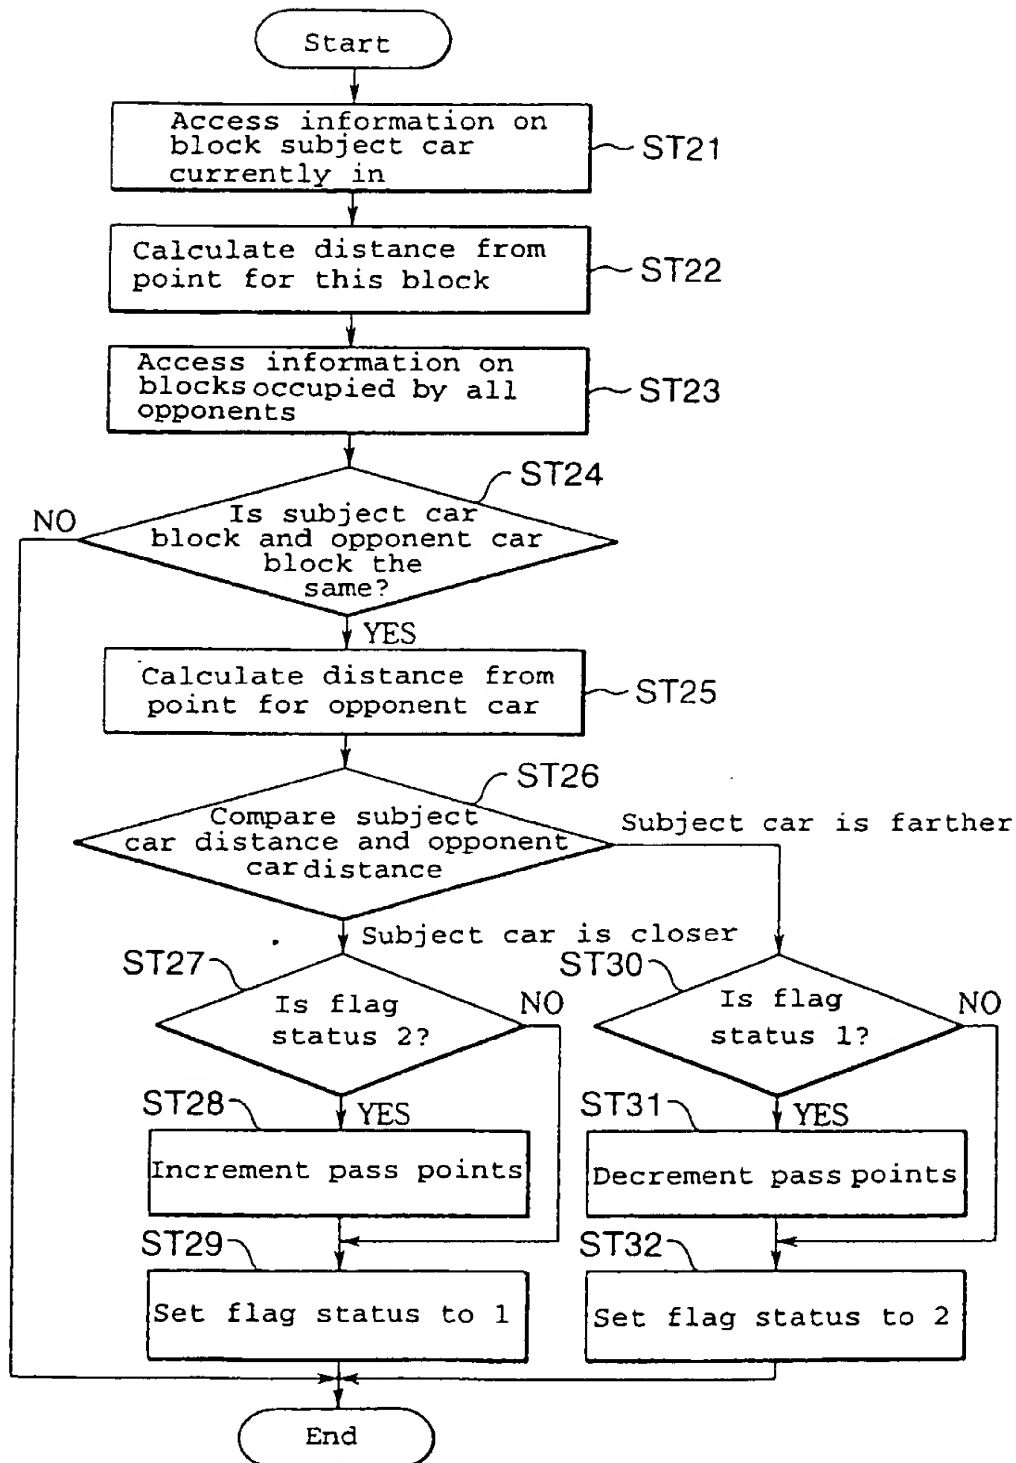 Start
Access information on
block subject car
currently in
ST21
Calculate distance from
point for this block
ST22
Access information on
blocks occupied by all
opponents
ST23
ST24
NO
Is subject car
block and opponent car
block the
same?
YES
Calculate distance from
point for opponent car
ST25
ST26
Compare subject
car distance and opponent
car distance
Subject car is farther
Subject car is closer
ST27
Is flag
status 2?
NO
ST30
Is flag
status 1?
NO
ST28
YES
Increment pass points
ST31
YES
Decrement pass points
ST29
Set flag status to 1
ST32
Set flag status to 2
End